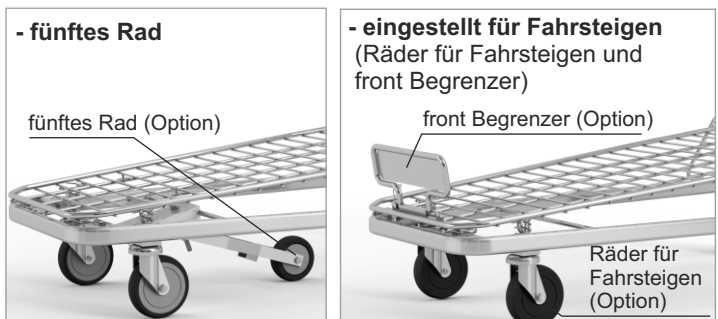 - fünftes Rad
fünftes Rad (Option)
- eingestellt für Fahrsteigen
(Räder für Fahrsteigen und
front Begrenzer)
front Begrenzer (Option)
Räder für
Fahrsteigen
(Option)